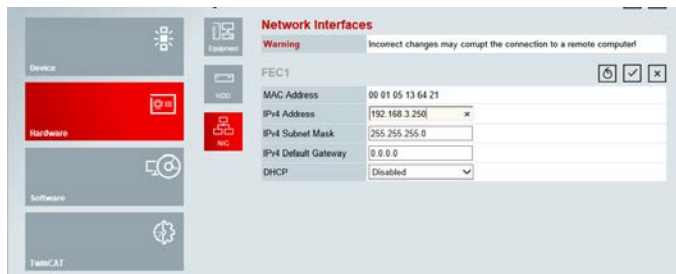 Device
Hardware
Software
TwinCAT
Equipment
HDD
NIC
Network Interfaces
Warning Incorrect changes may corrupt the connection to a remote computer!
FEC1
MAC Address 00 01 05 13 64 21
IPv4 Address 192.168.3.250 ×
IPv4 Subnet Mask 255.255.255.0
IPv4 Default Gateway 0.0.0.0
DHCP Disabled